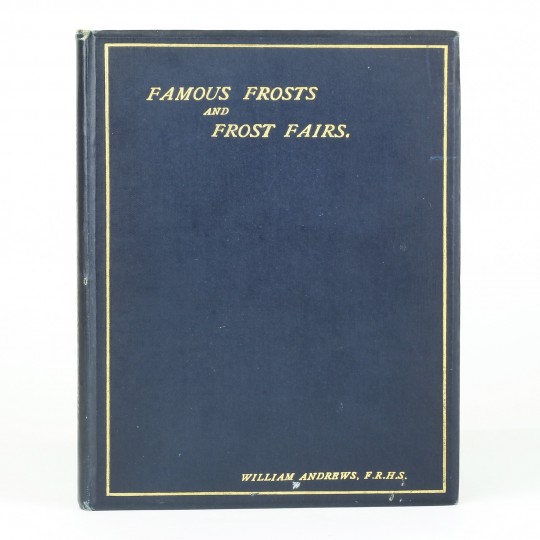 FAMOUS FROSTS
AND
FROST FAIRS.
WILLIAM ANDREWS, F.R.H.S.